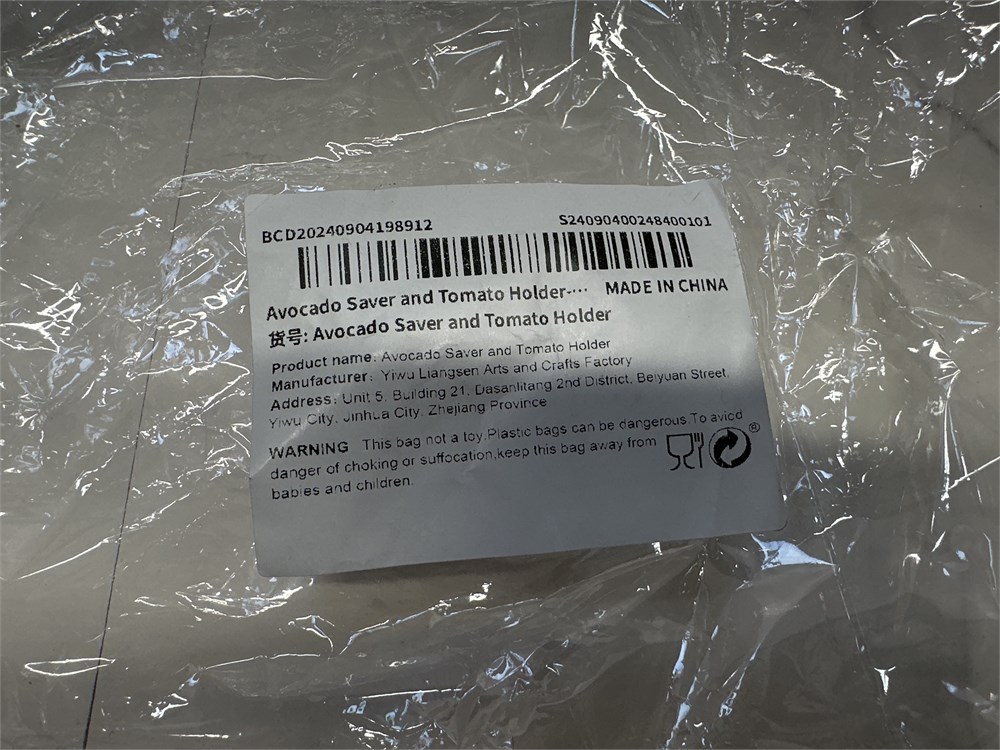 BCD20240904198912 S24090400248400101
Avocado Saver and Tomato Holder-... MADE IN CHINA
货号: Avocado Saver and Tomato Holder
Product name: Avocado Saver and Tomato Holder
Manufacturer: Yiwu Liangsen Arts and Crafts Factory
Address: Unit 5, Building 21, Dasanlitang 2nd District, Beiyuan Street,
Yiwu City, Jinhua City, Zhejiang Province
WARNING This bag not a toy.Plastic bags can be dangerous.To avicd
danger of choking or suffocation,keep this bag away from
babies and children.
®